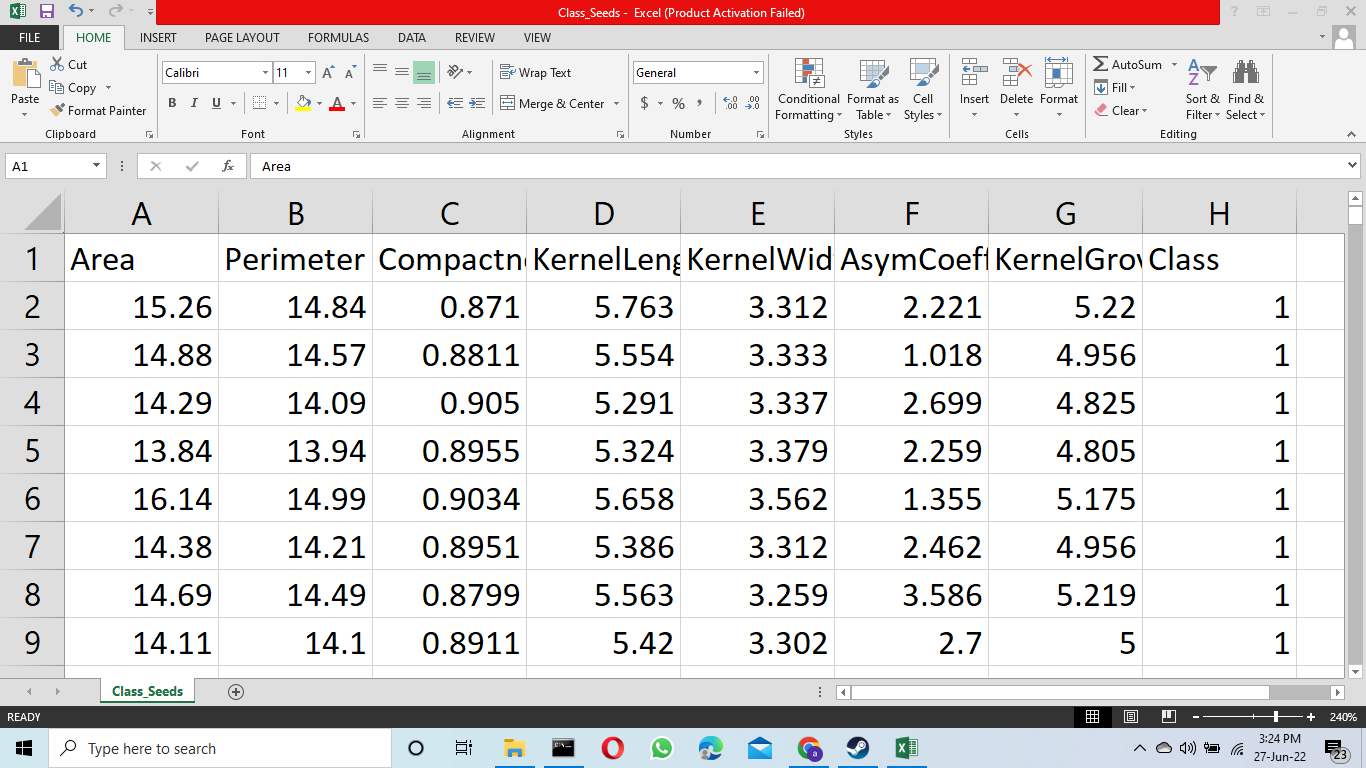 Class_Seeds - Excel (Product Activation Failed)
FILE HOME INSERT PAGE LAYOUT FORMULAS DATA REVIEW VIEW
Paste
Cut
Copy
Format Painter
Clipboard
Calibri 11
B I U
Font
Wrap Text
Merge & Center
Alignment
General
$ % ,
Number
Conditional Formatting
Format as Table
Cell Styles
Styles
Insert Delete Format
Cells
AutoSum
Fill
Clear
Sort & Filter
Find & Select
Editing
A1 fx Area
A B C D E F G H
1 Area Perimeter Compactne KernelLeng KernelWid AsymCoeff KernelGrov Class
2 15.26 14.84 0.871 5.763 3.312 2.221 5.22 1
3 14.88 14.57 0.8811 5.554 3.333 1.018 4.956 1
4 14.29 14.09 0.905 5.291 3.337 2.699 4.825 1
5 13.84 13.94 0.8955 5.324 3.379 2.259 4.805 1
6 16.14 14.99 0.9034 5.658 3.562 1.355 5.175 1
7 14.38 14.21 0.8951 5.386 3.312 2.462 4.956 1
8 14.69 14.49 0.8799 5.563 3.259 3.586 5.219 1
9 14.11 14.1 0.8911 5.42 3.302 2.7 5 1
Class_Seeds
READY 240%
Type here to search
3:24 PM
27-Jun-22
23